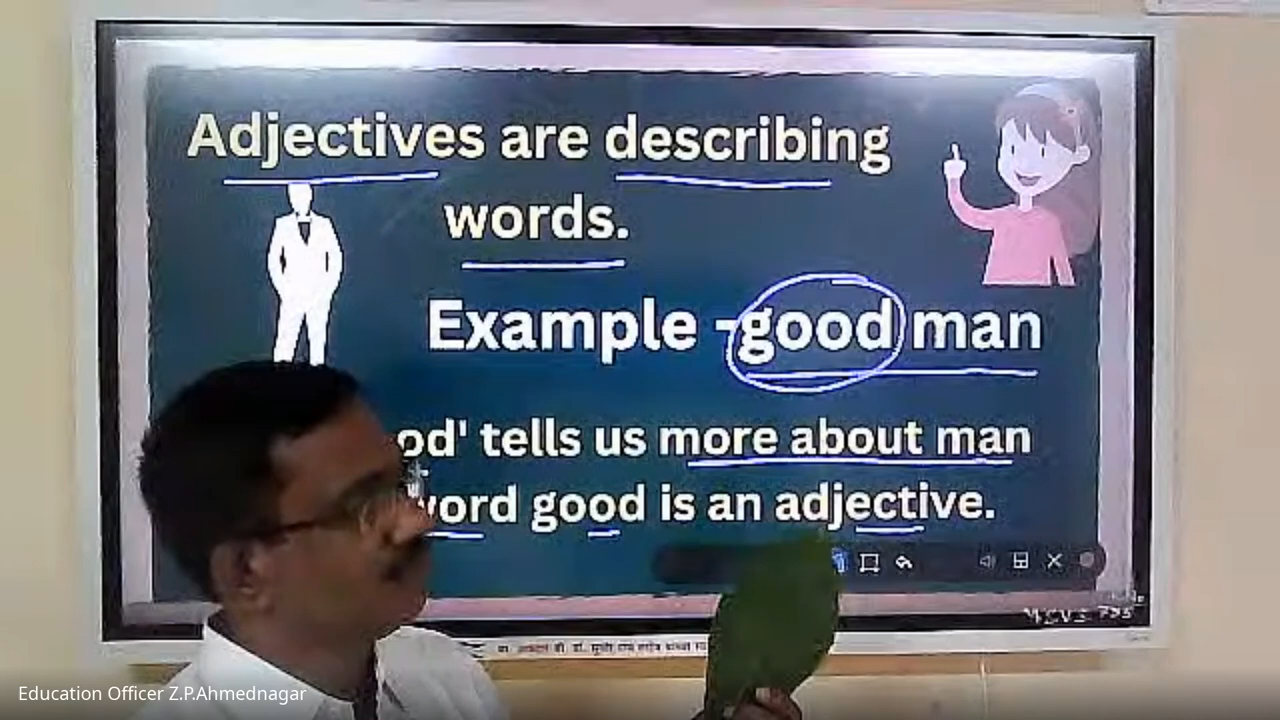 Adjectives are describing
words.
Example -good man
od' tells us more about man
word good is an adjective.
Education Officer Z.P.Ahmednagar